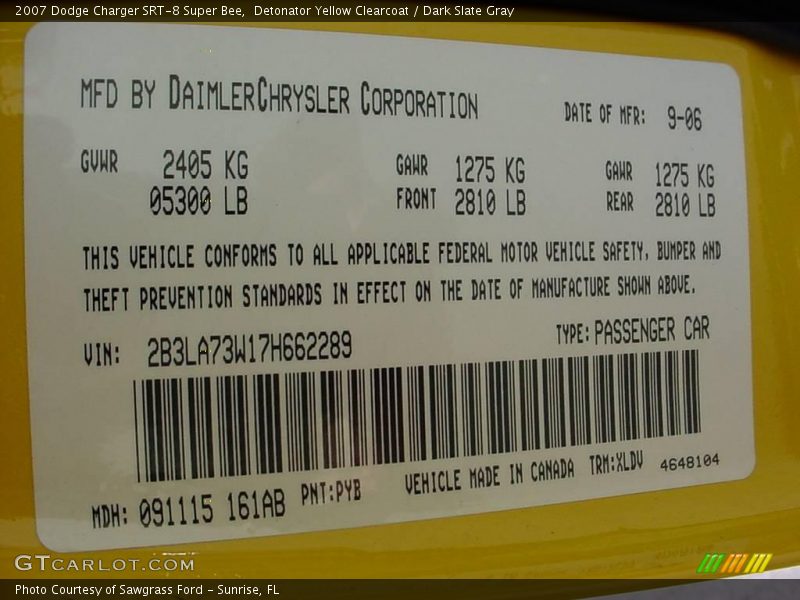 2007 Dodge Charger SRT-8 Super Bee, Detonator Yellow Clearcoat / Dark Slate Gray
MFD BY DAIMLERCHRYSLER CORPORATION DATE OF MFR: 9-06
GVWR 2405 KG GAWR 1275 KG GAWR 1275 KG
05300 LB FRONT 2810 LB REAR 2810 LB
THIS VEHICLE CONFORMS TO ALL APPLICABLE FEDERAL MOTOR VEHICLE SAFETY, BUMPER AND
THEFT PREVENTION STANDARDS IN EFFECT ON THE DATE OF MANUFACTURE SHOWN ABOVE.
VIN: 2B3LA73W17H662289 TYPE: PASSENGER CAR
MDH: 091115 161AB PNT:PYB VEHICLE MADE IN CANADA TRM:XLDV 4648104
GTCARLOT.COM
Photo Courtesy of Sawgrass Ford - Sunrise, FL